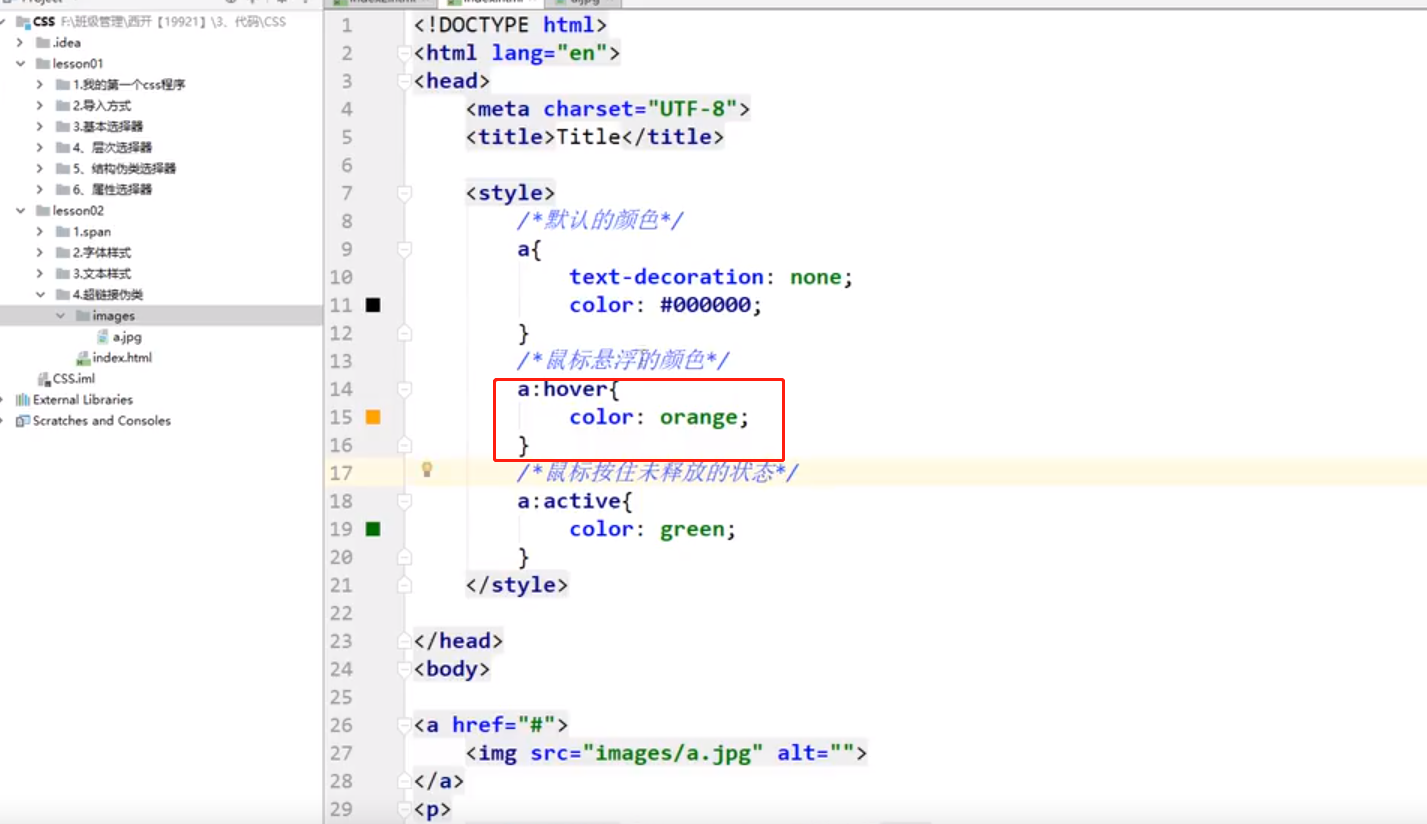 CSS F:\班级管理\西开【19921】\3、代码\CSS
.idea
lesson01
1.我的第一个css程序
2.导入方式
3.基本选择器
4、层次选择器
5、结构伪类选择器
6、属性选择器
lesson02
1.span
2.字体样式
3.文本样式
4.超链接伪类
images
a.jpg
index.html
CSS.iml
External Libraries
Scratches and Consoles
1 <!DOCTYPE html>
2 <html lang="en">
3 <head>
4 <meta charset="UTF-8">
5 <title>Title</title>
6
7 <style>
8 /*默认的颜色*/
9 a{
10 text-decoration: none;
11 color: #000000;
12 }
13 /*鼠标悬浮的颜色*/
14 a:hover{
15 color: orange;
16 }
17 /*鼠标按住未释放的状态*/
18 a:active{
19 color: green;
20 }
21 </style>
22
23 </head>
24 <body>
25
26 <a href="#">
27 <img src="images/a.jpg" alt="">
28 </a>
29 <p>